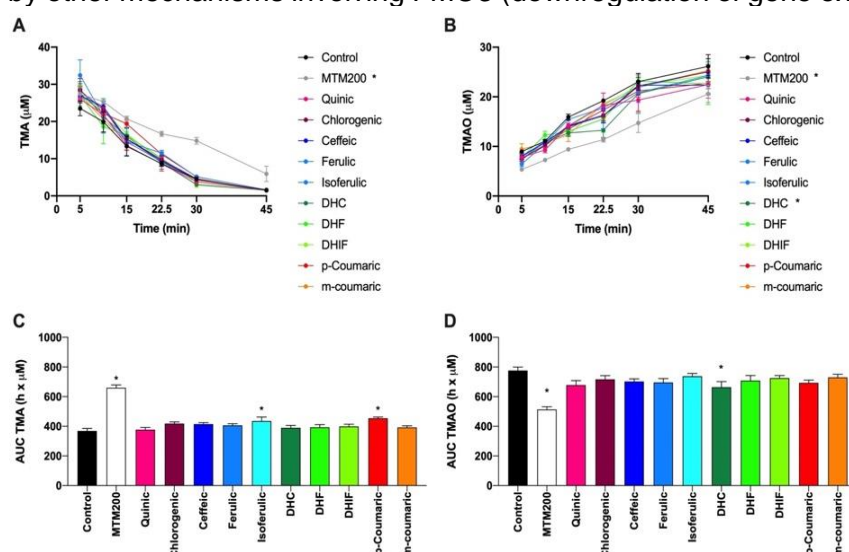 by other mechanisms involving FMO3 (downregulation of gene
A
40
30
20
10
0
TMA (μM)
0 5 15 22.5 30 45
Time (min)
Control
MTM200 *
Quinic
Chlorogenic
Ceffeic
Ferulic
Isoferulic
DHC
DHF
DHIF
p-Coumaric
m-coumaric
B
30
20
10
0
TMAO (μM)
0 5 15 22.5 30 45
Time (min)
Control
MTM200 *
Quinic
Chlorogenic
Ceffeic
Ferulic
Isoferulic
DHC *
DHF
DHIF
p-Coumaric
m-coumaric
C
1000
800
600
400
200
0
AUC TMA (h x μM)
* * *
Control
MTM200
Quinic
Chlorogenic
Ceffeic
Ferulic
Isoferulic
DHC
DHF
DHIF
p-Coumaric
m-coumaric
D
1000
800
600
400
200
0
AUC TMAO (h x μM)
* *
Control
MTM200
Quinic
Chlorogenic
Ceffeic
Ferulic
Isoferulic
DHC
DHF
DHIF
p-Coumaric
m-coumaric